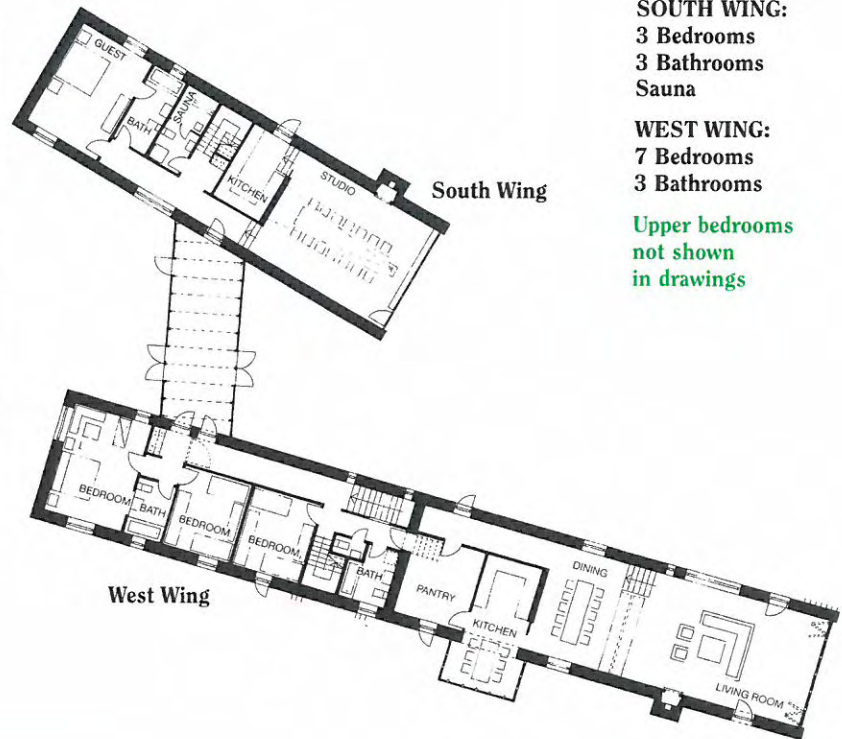 SOUTH WING:
3 Bedrooms
3 Bathrooms
Sauna
WEST WING:
7 Bedrooms
3 Bathrooms
Upper bedrooms
not shown
in drawings
GUEST
BATH
SAUNA
KITCHEN
STUDIO
South Wing
BEDROOM
BATH
BEDROOM
BEDROOM
BATH
PANTRY
KITCHEN
DINING
LIVING ROOM
West Wing